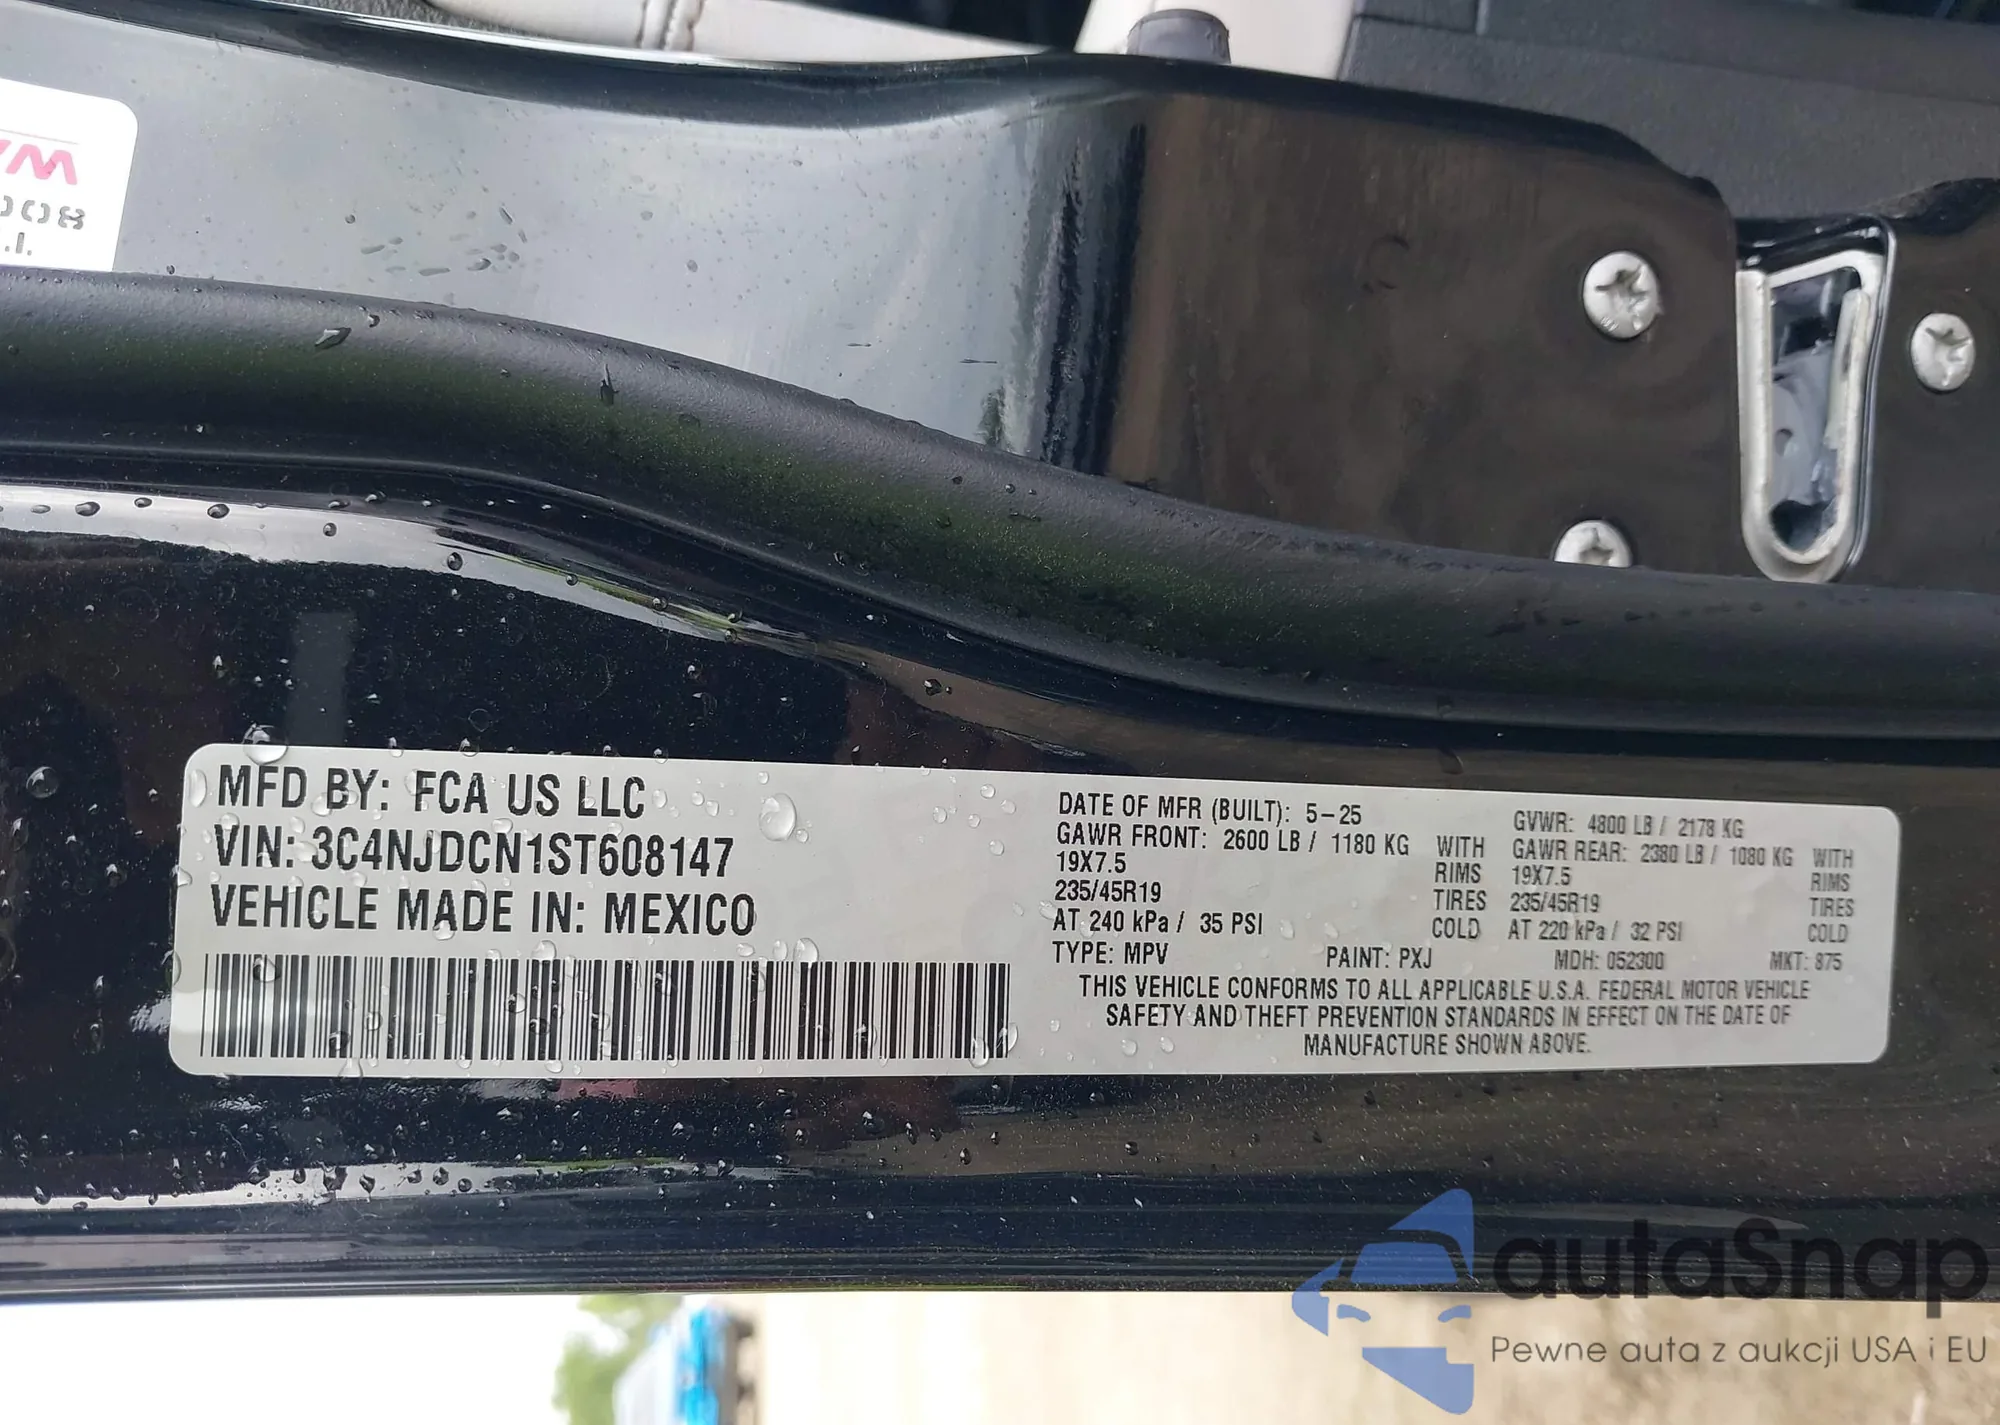 MFD BY: FCA US LLC
VIN: 3C4NJDCN1ST608147
VEHICLE MADE IN: MEXICO
DATE OF MFR (BUILT): 5-25
GAWR FRONT: 2600 LB / 1180 KG WITH
19X7.5 RIMS
235/45R19 TIRES
AT 240 kPa / 35 PSI COLD
GVWR: 4800 LB / 2178 KG
GAWR REAR: 2380 LB / 1080 KG WITH
19X7.5 RIMS
235/45R19 TIRES
AT 220 kPa / 32 PSI COLD
TYPE: MPV PAINT: PXJ MDH: 052300 MKT: 875
THIS VEHICLE CONFORMS TO ALL APPLICABLE U.S.A. FEDERAL MOTOR VEHICLE
SAFETY AND THEFT PREVENTION STANDARDS IN EFFECT ON THE DATE OF
MANUFACTURE SHOWN ABOVE.
autaSnap
Pewne auta z aukcji USA i EU